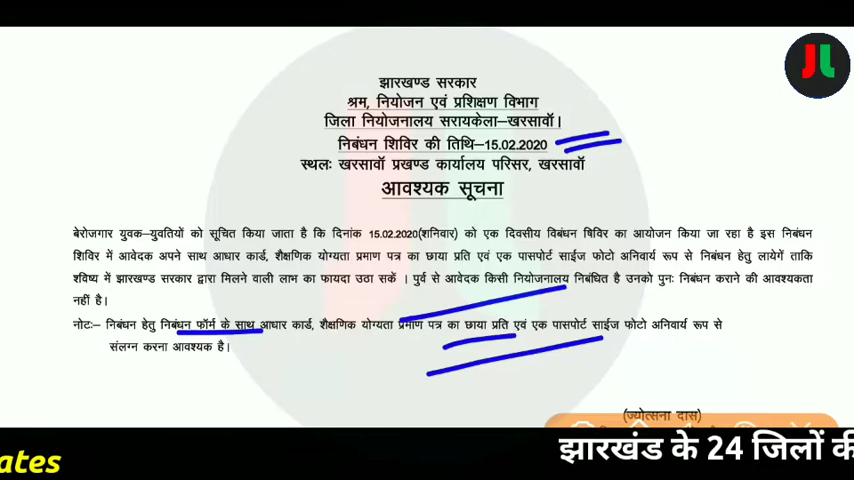 झारखण्ड सरकार
श्रम, नियोजन एवं प्रशिक्षण विभाग
जिला नियोजनालय सरायकेला–खरसावॉ।
निबंधन शिविर की तिथि–15.02.2020
स्थलः खरसावॉ प्रखण्ड कार्यालय परिसर, खरसावॉ
आवश्यक सूचना
बेरोजगार युवक–युवतियों को सूचित किया जाता है कि दिनांक 15.02.2020(शनिवार) को एक दिवसीय विबंधन षिविर का आयोजन किया जा रहा है इस निबंधन
शिविर में आवेदक अपने साथ आधार कार्ड, शैक्षणिक योग्यता प्रमाण पत्र का छाया प्रति एवं एक पासपोर्ट साईज फोटो अनिवार्य रूप से निबंधन हेतु लायेगें ताकि
शविष्य में झारखण्ड सरकार द्वारा मिलने वाली लाभ का फायदा उठा सकें । पुर्व से आवेदक किसी नियोजनालय निबंधित है उनको पुनः निबंधन कराने की आवश्यकता
नहीं है।
नोटः– निबंधन हेतु निबंधन फॉर्म के साथ आधार कार्ड, शैक्षणिक योग्यता प्रमाण पत्र का छाया प्रति एवं एक पासपोर्ट साईज फोटो अनिवार्य रूप से
संलग्न करना आवश्यक है।
(ज्योत्सना दास)
ates
झारखंड के 24 जिलों की